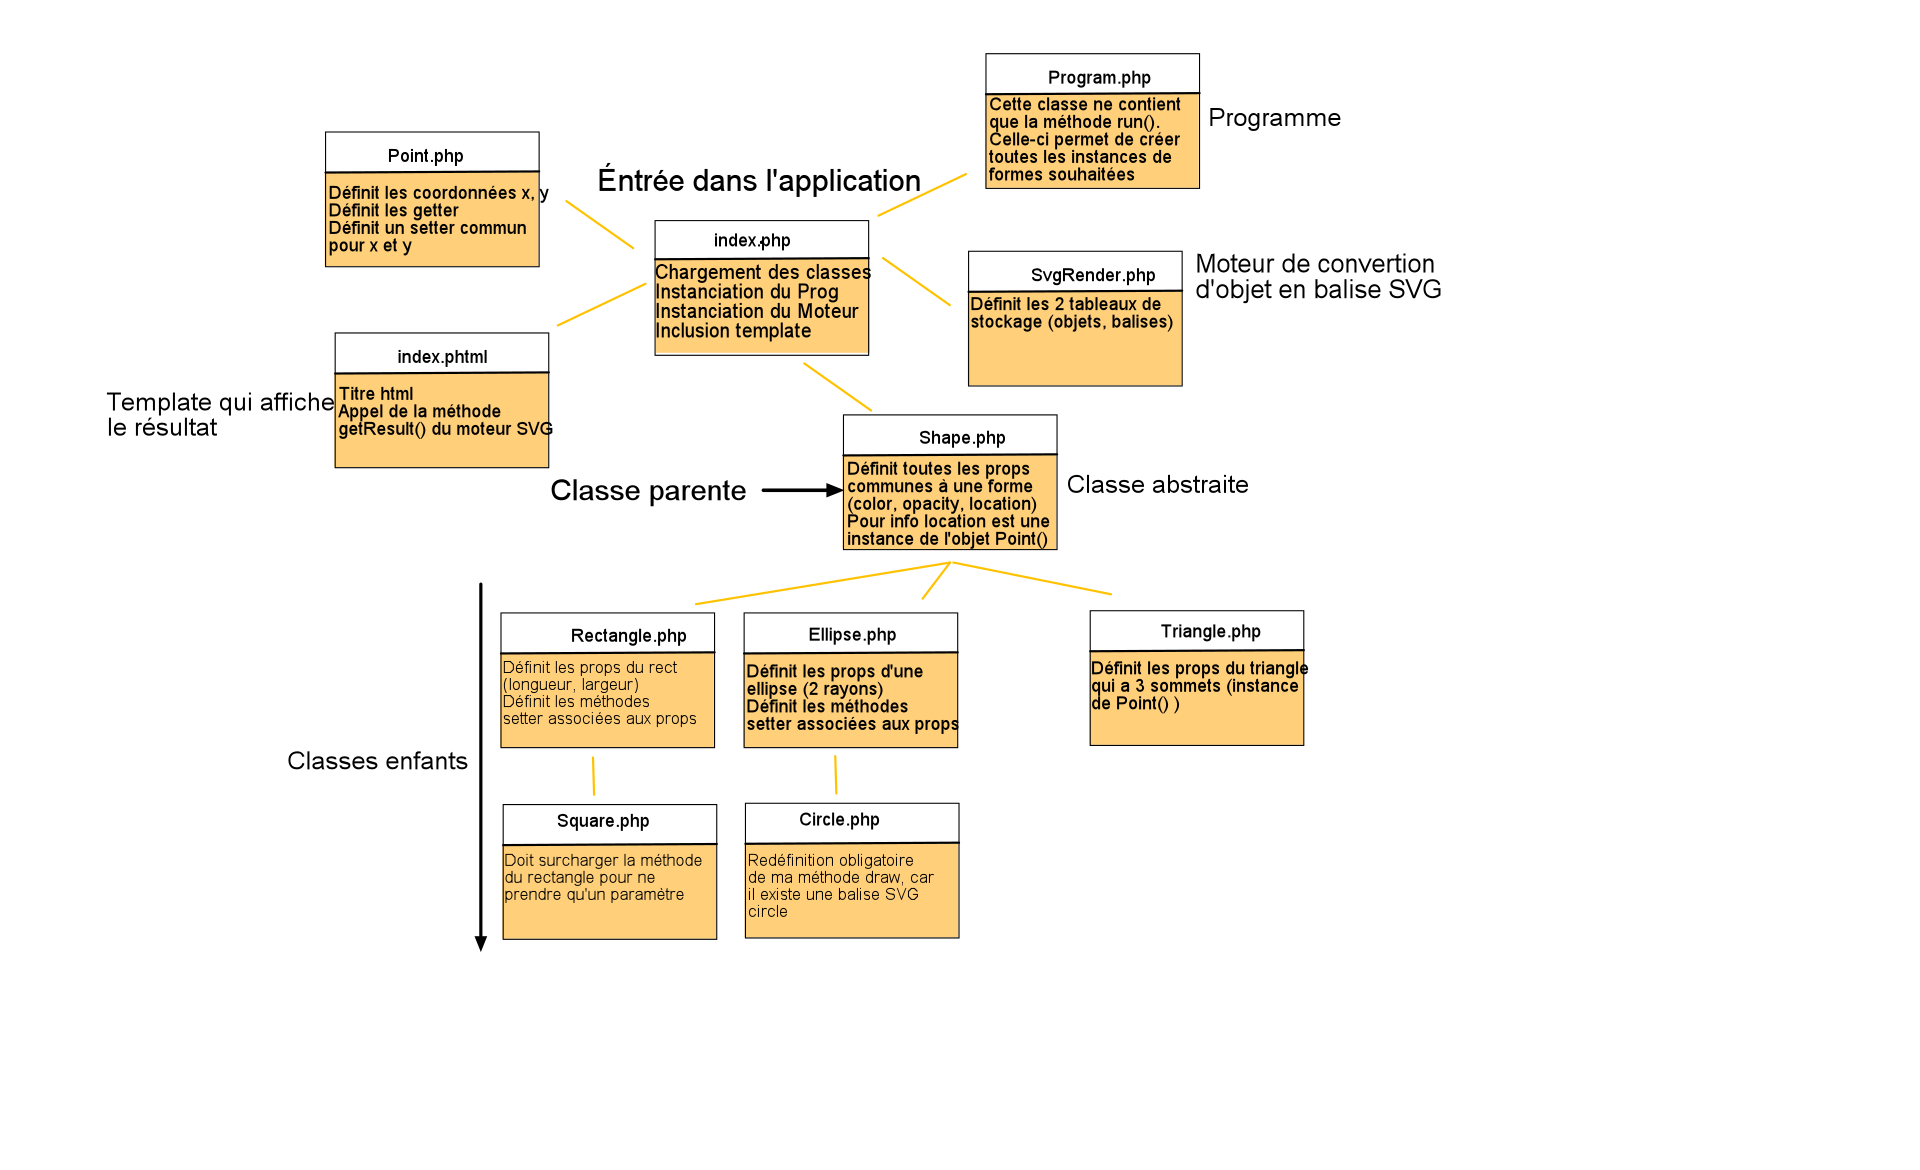 Program.php
Cette classe ne contient
que la méthode run().
Celle-ci permet de créer
toutes les instances de
formes souhaitées
Programme
Point.php
Définit les coordonnées x, y
Définit les getter
Définit un setter commun
pour x et y
Éntrée dans l'application
index.php
Chargement des classes
Instanciation du Prog
Instanciation du Moteur
Inclusion template
SvgRender.php
Définit les 2 tableaux de
stockage (objets, balises)
Moteur de convertion
d'objet en balise SVG
index.phtml
Titre html
Appel de la méthode
getResult() du moteur SVG
Template qui affiche
le résultat
Shape.php
Définit toutes les props
communes à une forme
(color, opacity, location)
Pour info location est une
instance de l'objet Point()
Classe parente
Classe abstraite
Rectangle.php
Définit les props du rect
(longueur, largeur)
Définit les méthodes
setter associées aux props
Ellipse.php
Définit les props d'une
ellipse (2 rayons)
Définit les méthodes
setter associées aux props
Triangle.php
Définit les props du triangle
qui a 3 sommets (instance
de Point() )
Classes enfants
Square.php
Doit surcharger la méthode
du rectangle pour ne
prendre qu'un paramètre
Circle.php
Redéfinition obligatoire
de ma méthode draw, car
il existe une balise SVG
circle